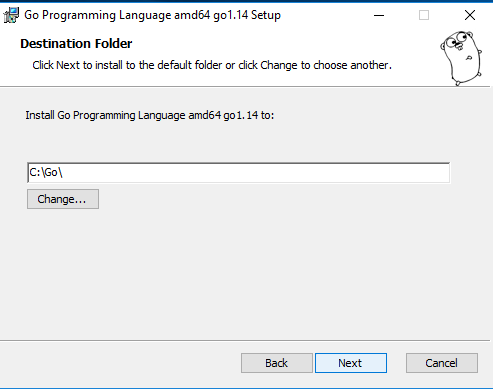 Go Programming Language amd64 go1.14 Setup
Destination Folder
Click Next to install to the default folder or click Change to choose another.
Install Go Programming Language amd64 go1.14 to:
C:\Go\
Change...
Back Next Cancel